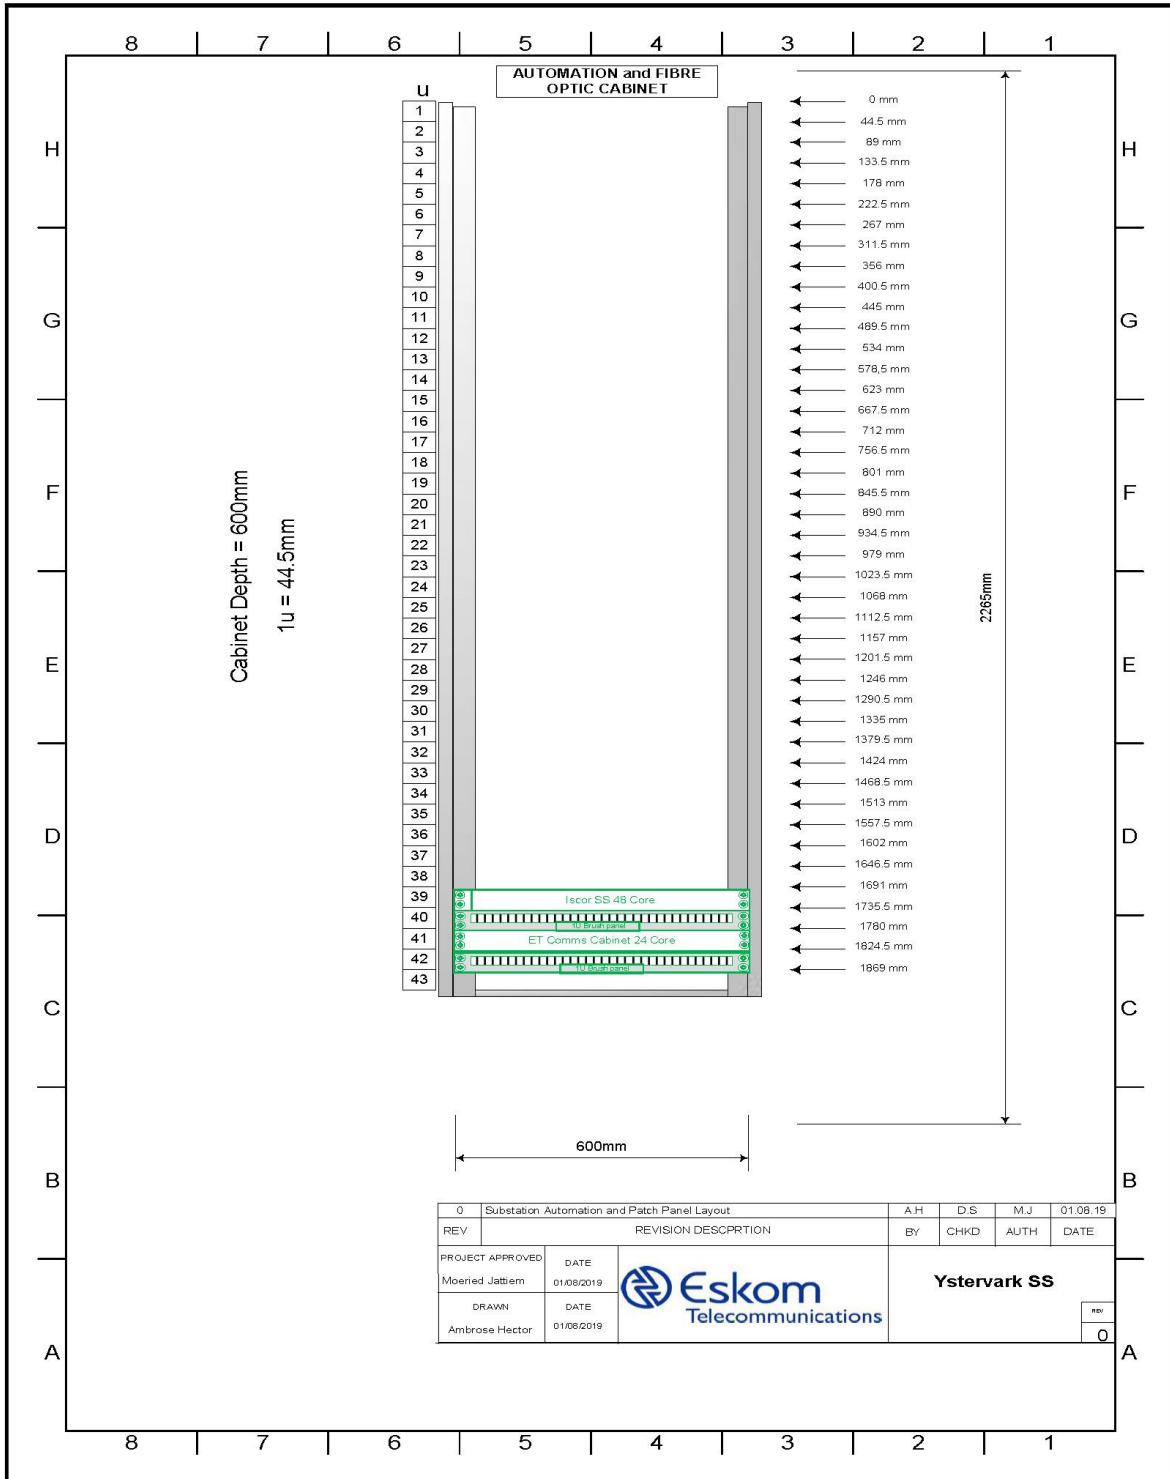 8 7 6 5 4 3 2 1
AUTOMATION and FIBRE
OPTIC CABINET
u
1
2
3
4
5
6
7
8
9
10
11
12
13
14
15
16
17
18
19
20
21
22
23
24
25
26
27
28
29
30
31
32
33
34
35
36
37
38
39
40
41
42
43
0 mm
44.5 mm
89 mm
133.5 mm
178 mm
222.5 mm
267 mm
311.5 mm
356 mm
400.5 mm
445 mm
489.5 mm
534 mm
578,5 mm
623 mm
667.5 mm
712 mm
756.5 mm
801 mm
845.5 mm
890 mm
934.5 mm
979 mm
1023.5 mm
1068 mm
1112.5 mm
1157 mm
1201.5 mm
1246 mm
1290.5 mm
1335 mm
1379.5 mm
1424 mm
1468.5 mm
1513 mm
1557.5 mm
1602 mm
1646.5 mm
1691 mm
1735.5 mm
1780 mm
1824.5 mm
1869 mm
H
G
F
E
D
C
B
A
H
G
F
E
D
C
B
A
Cabinet Depth = 600mm
1u = 44.5mm
2265mm
Iscor SS 48 Core
1U Brush panel
ET Comms Cabinet 24 Core
1U Brush panel
600mm
0 Substation Automation and Patch Panel Layout A.H D.S M.J 01.08.19
REV REVISION DESCPRTION BY CHKD AUTH DATE
PROJECT APPROVED DATE
Moeried Jattiem 01/08/2019
DRAWN DATE
Ambrose Hector 01/08/2019
Eskom
Telecommunications
Ystervark SS
REV
0
8 7 6 5 4 3 2 1